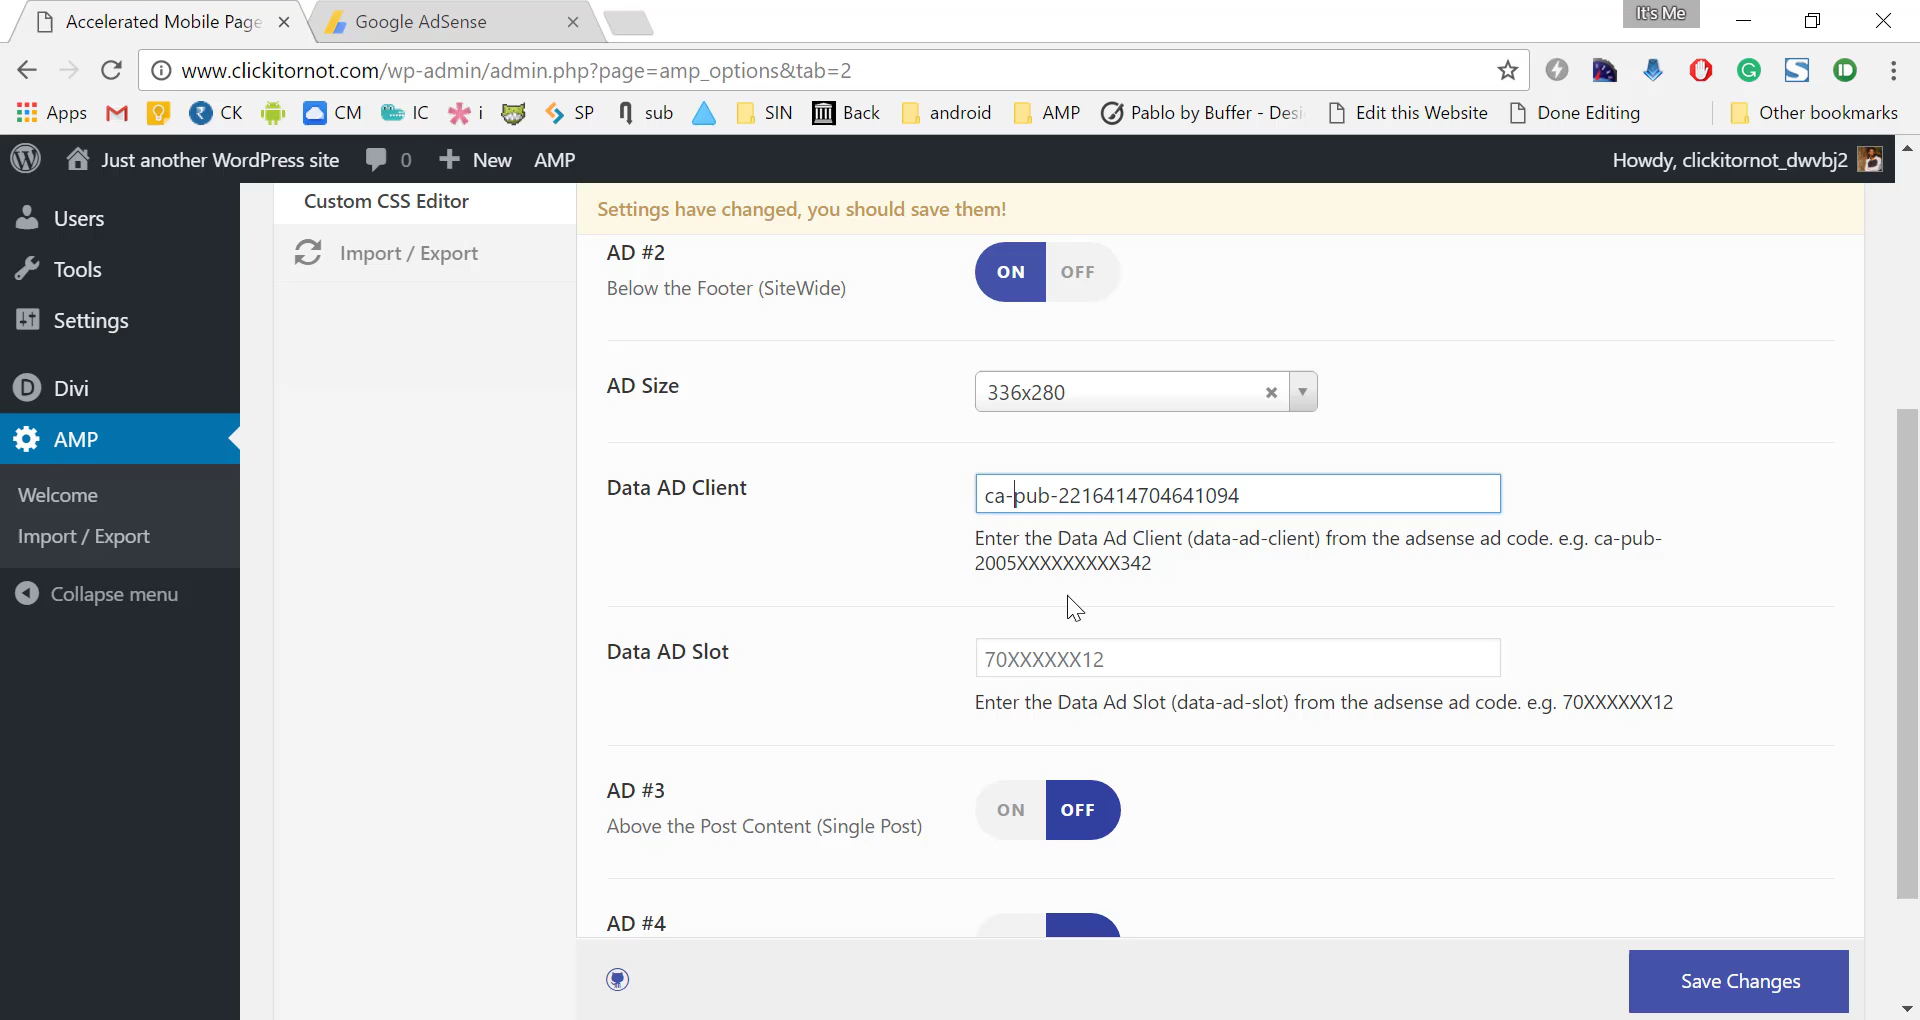 Accelerated Mobile Page
Google AdSense
It's Me
www.clickitornot.com/wp-admin/admin.php?page=amp_options&tab=2
Apps CK CM IC i SP sub SIN Back android AMP Pablo by Buffer - Desi Edit this Website Done Editing Other bookmarks
Just another WordPress site 0 New AMP Howdy, clickitornot_dwvbj2
Users
Tools
Settings
Divi
AMP
Welcome
Import / Export
Collapse menu
Custom CSS Editor
Import / Export
Settings have changed, you should save them!
AD #2
Below the Footer (SiteWide)
ON OFF
AD Size
336x280
Data AD Client
ca-pub-2216414704641094
Enter the Data Ad Client (data-ad-client) from the adsense ad code. e.g. ca-pub-
2005XXXXXXXXX342
Data AD Slot
70XXXXXX12
Enter the Data Ad Slot (data-ad-slot) from the adsense ad code. e.g. 70XXXXXX12
AD #3
Above the Post Content (Single Post)
ON OFF
AD #4
Save Changes